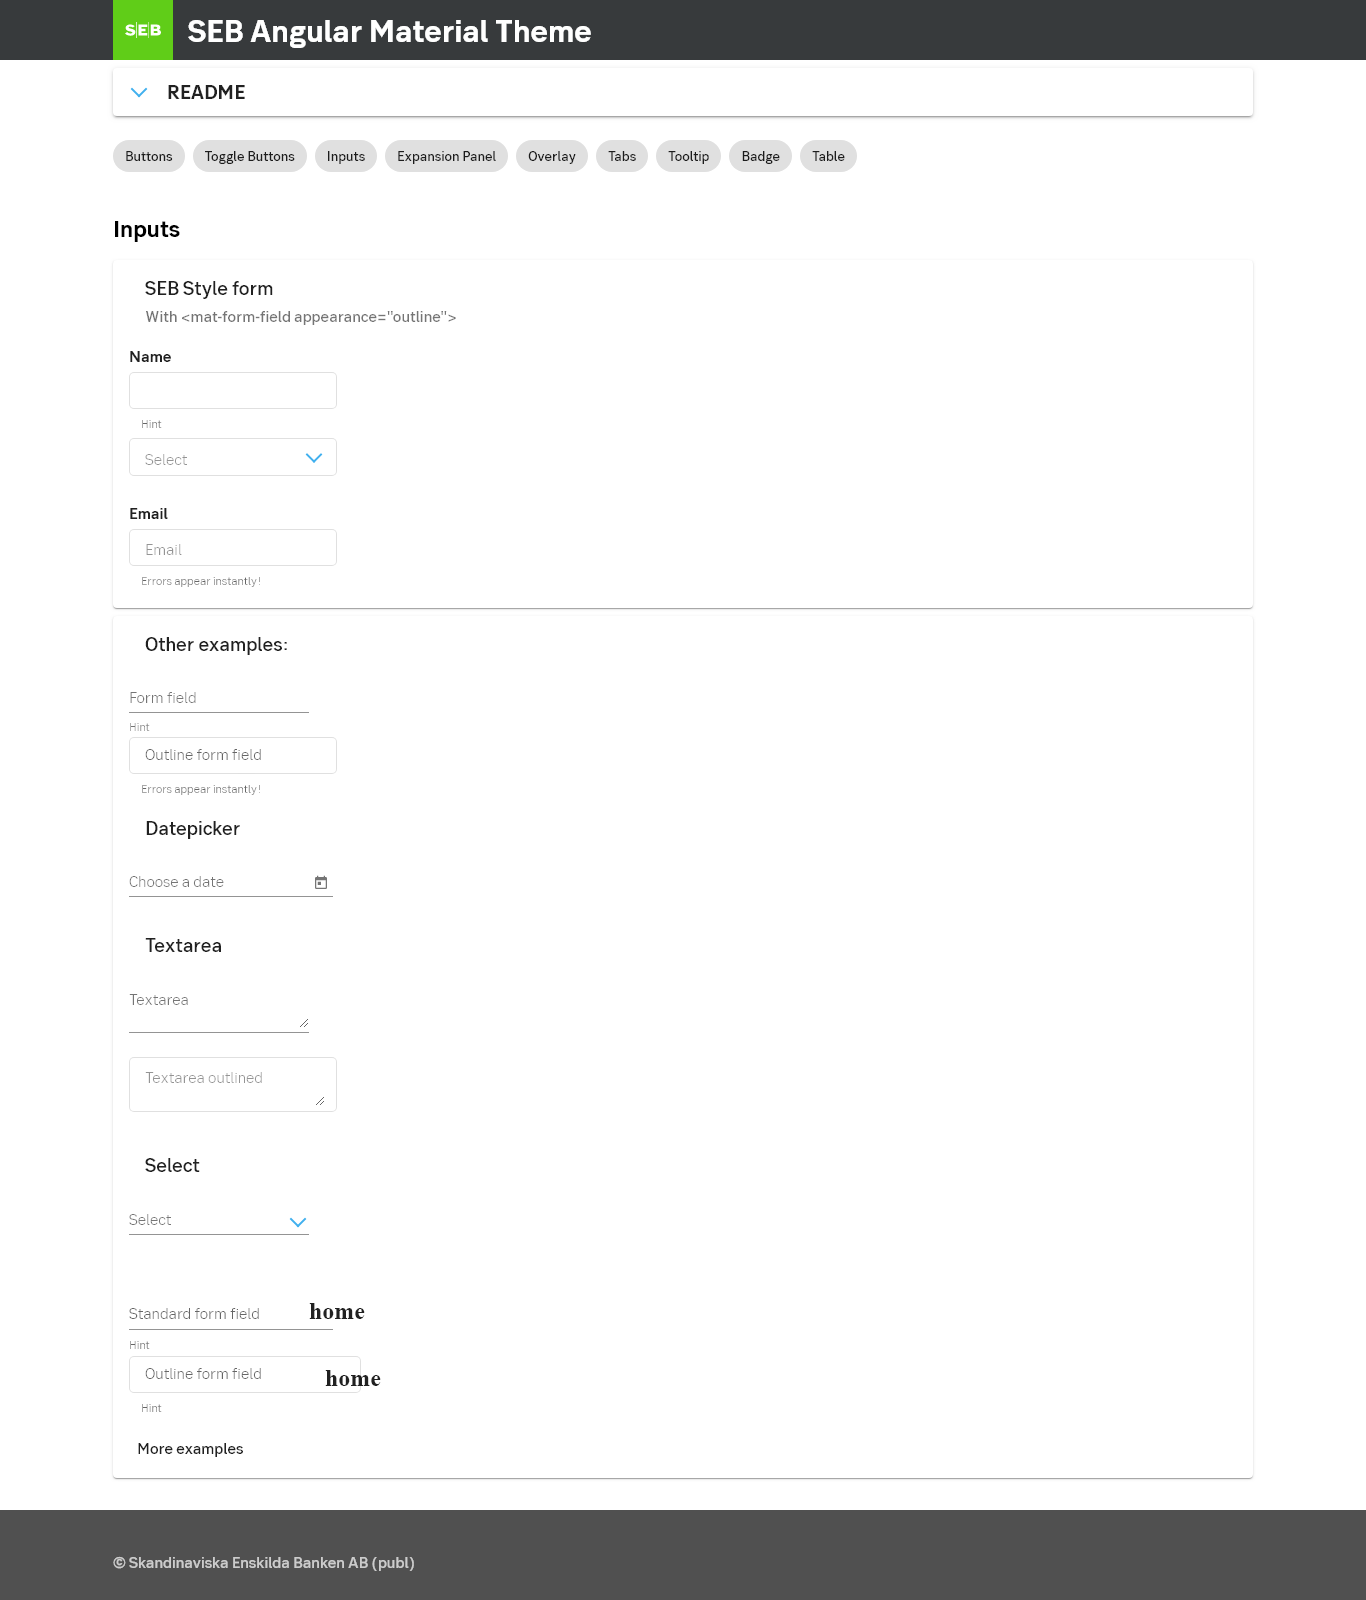 SEB SEB Angular Material Theme
README
Buttons Toggle Buttons Inputs Expansion Panel Overlay Tabs Tooltip Badge Table
Inputs
SEB Style form
With <mat-form-field appearance="outline">
Name
Hint
Select
Email
Email
Errors appear instantly!
Other examples:
Form field
Hint
Outline form field
Errors appear instantly!
Datepicker
Choose a date
Textarea
Textarea
Textarea outlined
Select
Select
Standard form field home
Hint
Outline form field home
Hint
More examples
© Skandinaviska Enskilda Banken AB (publ)